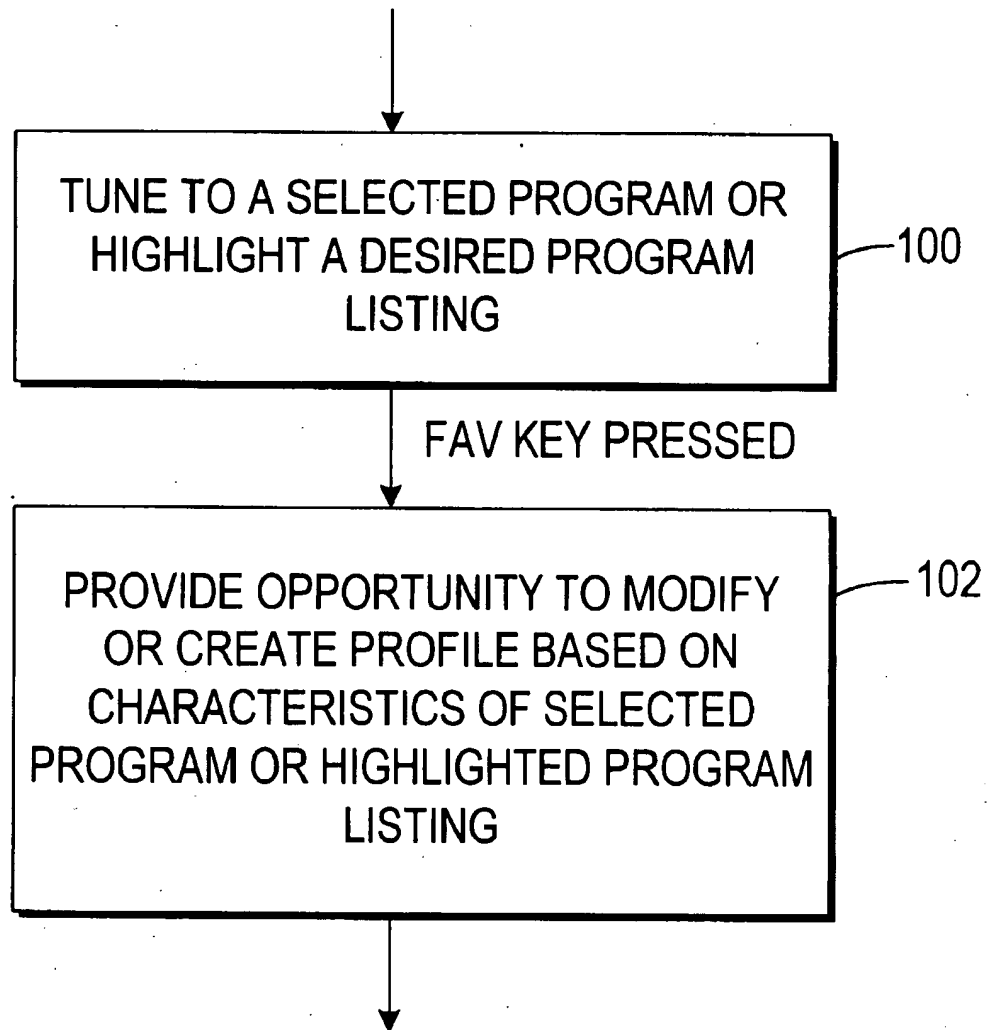 TUNE TO A SELECTED PROGRAM OR
HIGHLIGHT A DESIRED PROGRAM
LISTING
100
FAV KEY PRESSED
PROVIDE OPPORTUNITY TO MODIFY
OR CREATE PROFILE BASED ON
CHARACTERISTICS OF SELECTED
PROGRAM OR HIGHLIGHTED PROGRAM
LISTING
102